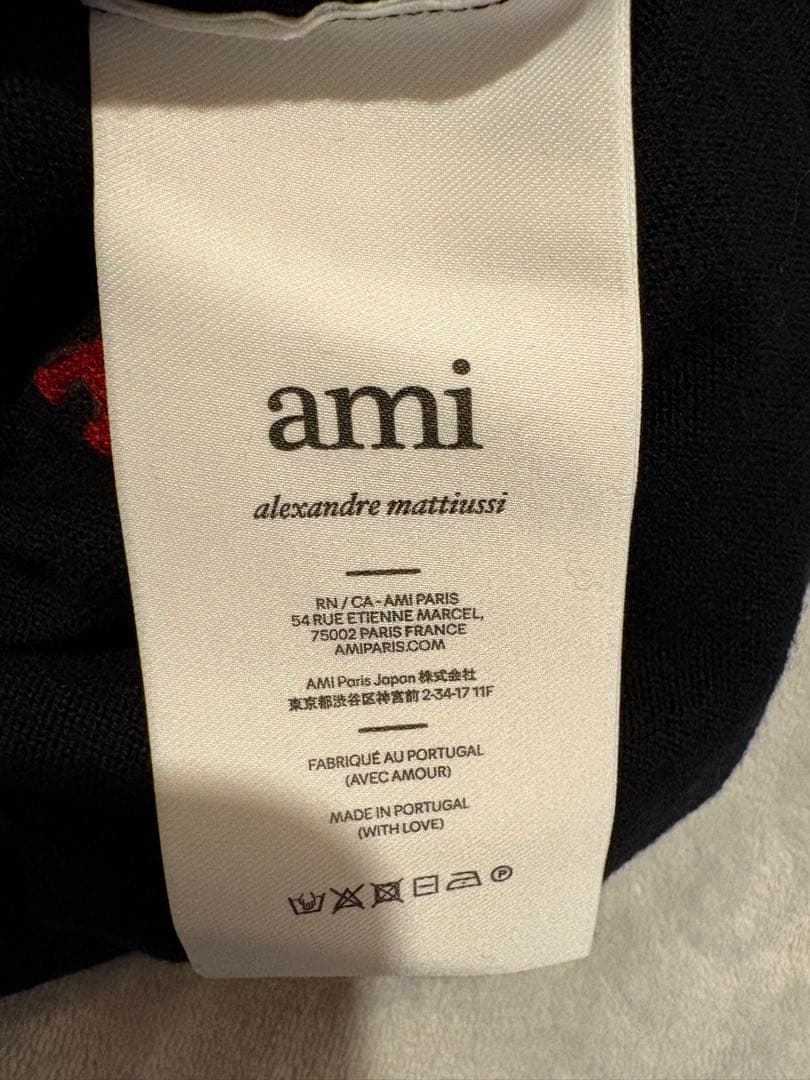 ami
alexandre mattiussi
RN / CA - AMI PARIS
54 RUE ETIENNE MARCEL,
75002 PARIS FRANCE
AMIPARIS.COM
AMI Paris Japan 株式会社
東京都渋谷区神宮前 2-34-17 11F
FABRIQUÉ AU PORTUGAL
(AVEC AMOUR)
MADE IN PORTUGAL
(WITH LOVE)
P